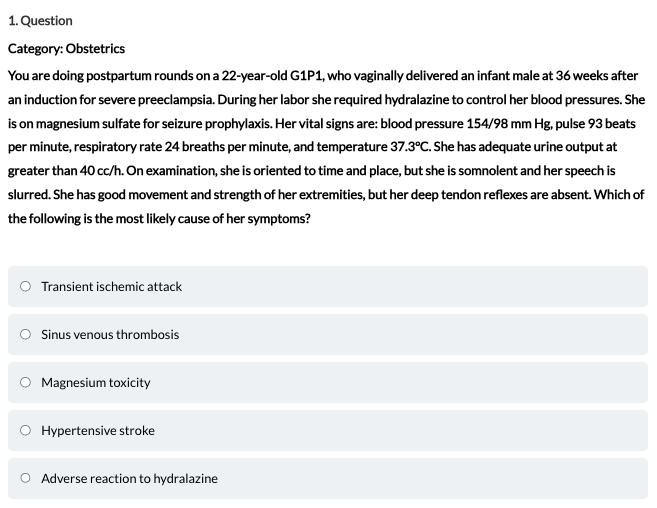 1. Question
Category: Obstetrics
You are doing postpartum rounds on a 22-year-old G1P1, who vaginally delivered an infant male at 36 weeks after
an induction for severe preeclampsia. During her labor she required hydralazine to control her blood pressures. She
is on magnesium sulfate for seizure prophylaxis. Her vital signs are: blood pressure 154/98 mm Hg, pulse 93 beats
per minute, respiratory rate 24 breaths per minute, and temperature 37.3°C. She has adequate urine output at
greater than 40 cc/h. On examination, she is oriented to time and place, but she is somnolent and her speech is
slurred. She has good movement and strength of her extremities, but her deep tendon reflexes are absent. Which of
the following is the most likely cause of her symptoms?
Transient ischemic attack
Sinus venous thrombosis
Magnesium toxicity
Hypertensive stroke
Adverse reaction to hydralazine